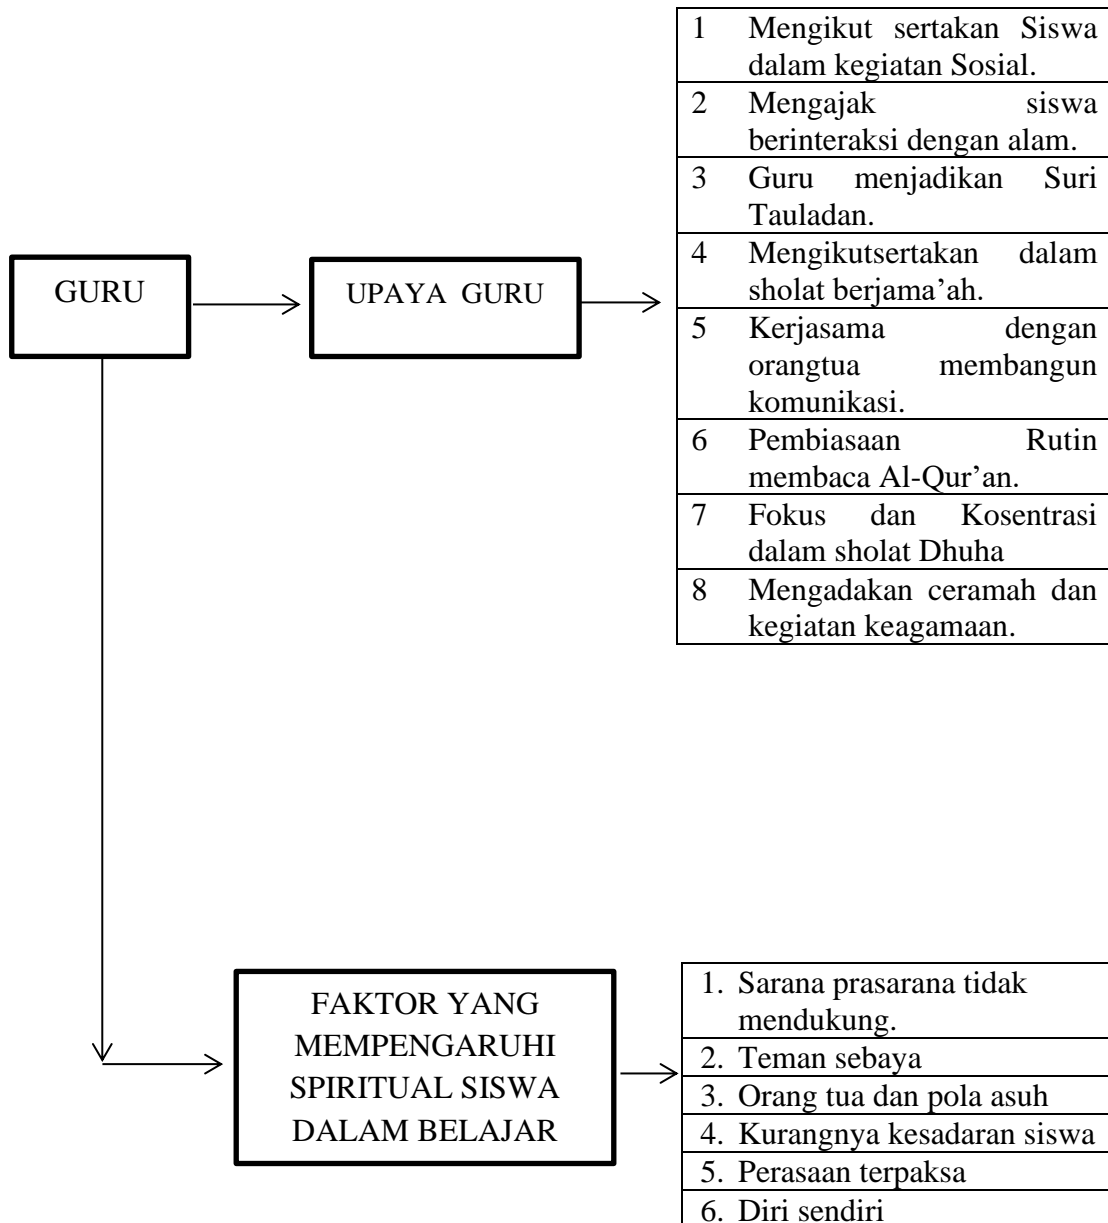 1 Mengikut sertakan Siswa
dalam kegiatan Sosial.
2 Mengajak siswa
berinteraksi dengan alam.
3 Guru menjadikan Suri
Tauladan.
4 Mengikutsertakan dalam
sholat berjama’ah.
5 Kerjasama dengan
orangtua membangun
komunikasi.
6 Pembiasaan Rutin
membaca Al-Qur’an.
7 Fokus dan Kosentrasi
dalam sholat Dhuha
8 Mengadakan ceramah dan
kegiatan keagamaan.
GURU
UPAYA GURU
FAKTOR YANG
MEMPENGARUHI
SPIRITUAL SISWA
DALAM BELAJAR
1. Sarana prasarana tidak
mendukung.
2. Teman sebaya
3. Orang tua dan pola asuh
4. Kurangnya kesadaran siswa
5. Perasaan terpaksa
6. Diri sendiri